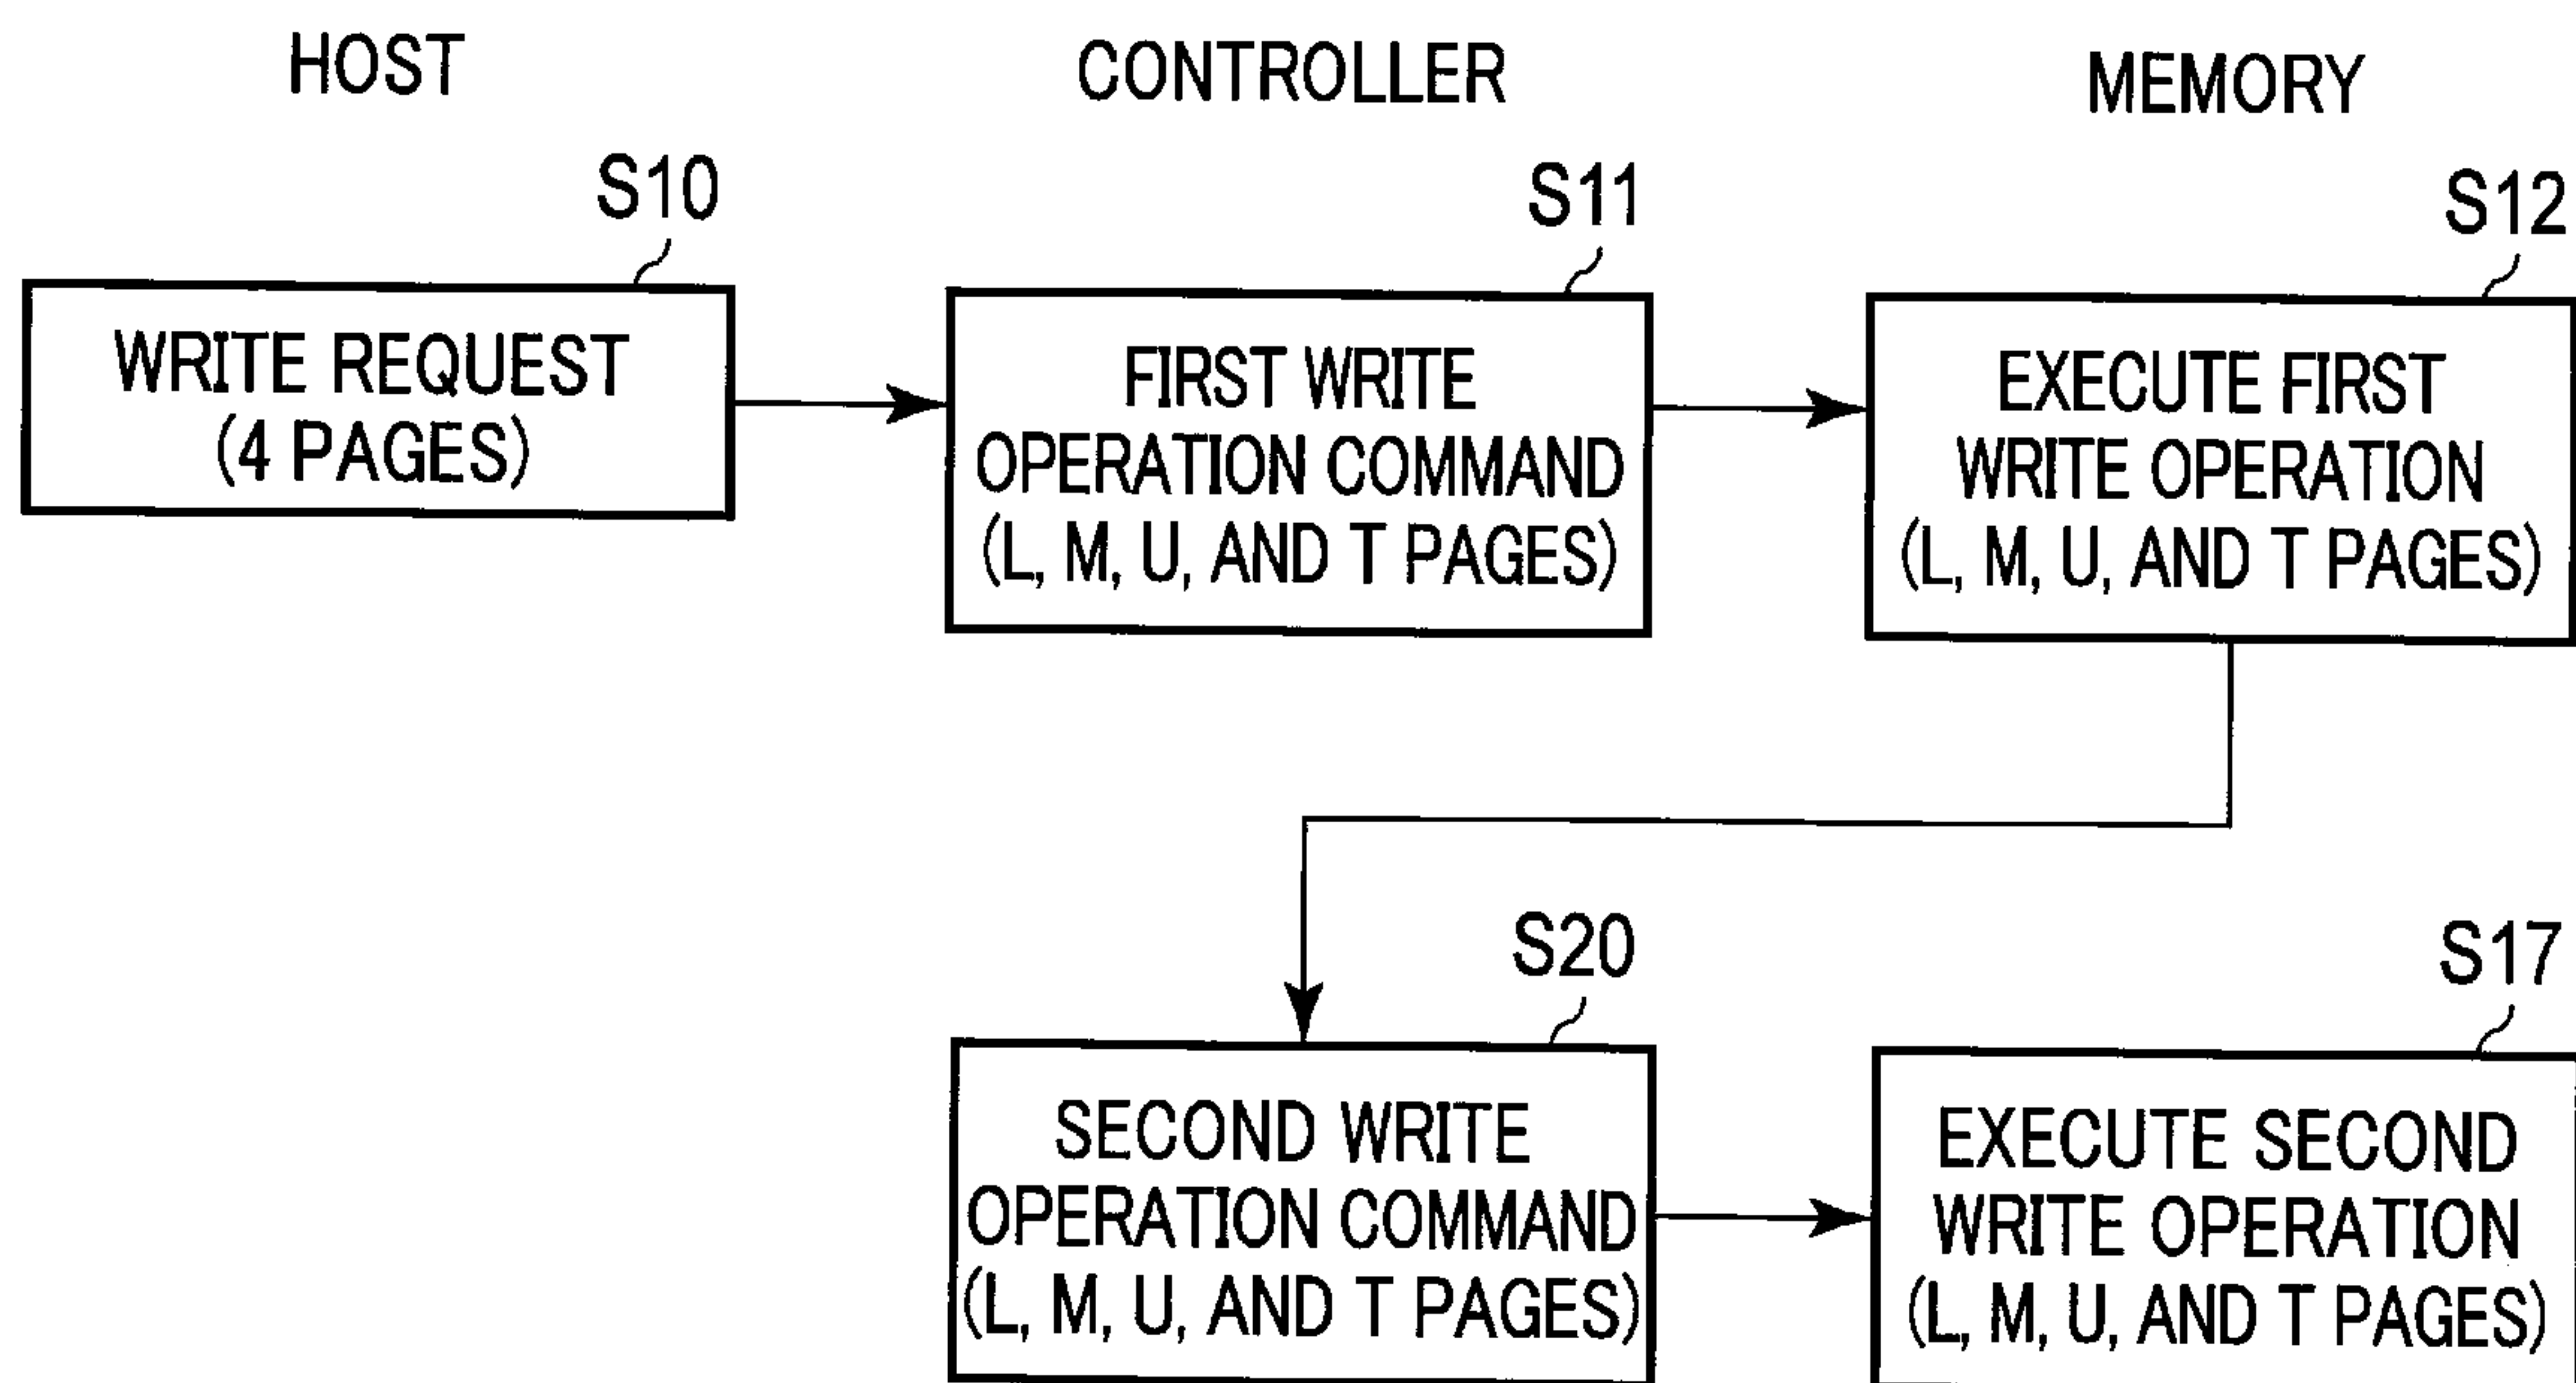 HOST
CONTROLLER
MEMORY
S10
S11
S12
WRITE REQUEST
(4 PAGES)
FIRST WRITE
OPERATION COMMAND
(L, M, U, AND T PAGES)
EXECUTE FIRST
WRITE OPERATION
(L, M, U, AND T PAGES)
S20
S17
SECOND WRITE
OPERATION COMMAND
(L, M, U, AND T PAGES)
EXECUTE SECOND
WRITE OPERATION
(L, M, U, AND T PAGES)